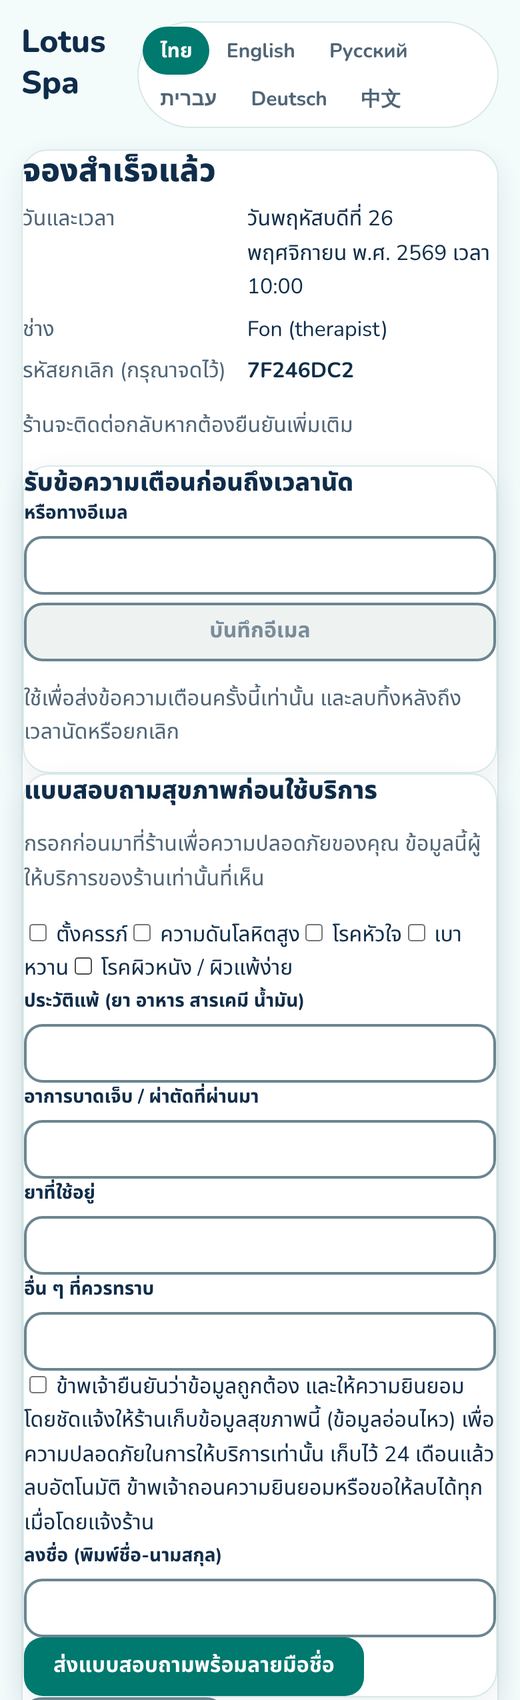 Lotus
Spa
ไทย English Русский
עברית Deutsch 中文
จองสำเร็จแล้ว
วันและเวลา
วันพฤหัสบดีที่ 26
พฤศจิกายน พ.ศ. 2569 เวลา
10:00
ช่าง
Fon (therapist)
รหัสยกเลิก (กรุณาจดไว้)
7F246DC2
ร้านจะติดต่อกลับหากต้องยืนยันเพิ่มเติม
รับข้อความเตือนก่อนถึงเวลานัด
หรือทางอีเมล
บันทึกอีเมล
ใช้เพื่อส่งข้อความเตือนครั้งนี้เท่านั้น และลบทิ้งหลังถึง
เวลานัดหรือยกเลิก
แบบสอบถามสุขภาพก่อนใช้บริการ
กรอกก่อนมาที่ร้านเพื่อความปลอดภัยของคุณ ข้อมูลนี้ผู้
ให้บริการของร้านเท่านั้นที่เห็น
ตั้งครรภ์ ความดันโลหิตสูง โรคหัวใจ เบา
หวาน โรคผิวหนัง / ผิวแพ้ง่าย
ประวัติแพ้ (ยา อาหาร สารเคมี น้ำมัน)
อาการบาดเจ็บ / ผ่าตัดที่ผ่านมา
ยาที่ใช้อยู่
อื่น ๆ ที่ควรทราบ
ข้าพเจ้ายืนยันว่าข้อมูลถูกต้อง และให้ความยินยอม
โดยชัดแจ้งให้ร้านเก็บข้อมูลสุขภาพนี้ (ข้อมูลอ่อนไหว) เพื่อ
ความปลอดภัยในการให้บริการเท่านั้น เก็บไว้ 24 เดือนแล้ว
ลบอัตโนมัติ ข้าพเจ้าถอนความยินยอมหรือขอให้ลบได้ทุก
เมื่อโดยแจ้งร้าน
ลงชื่อ (พิมพ์ชื่อ-นามสกุล)
ส่งแบบสอบถามพร้อมลายมือชื่อ